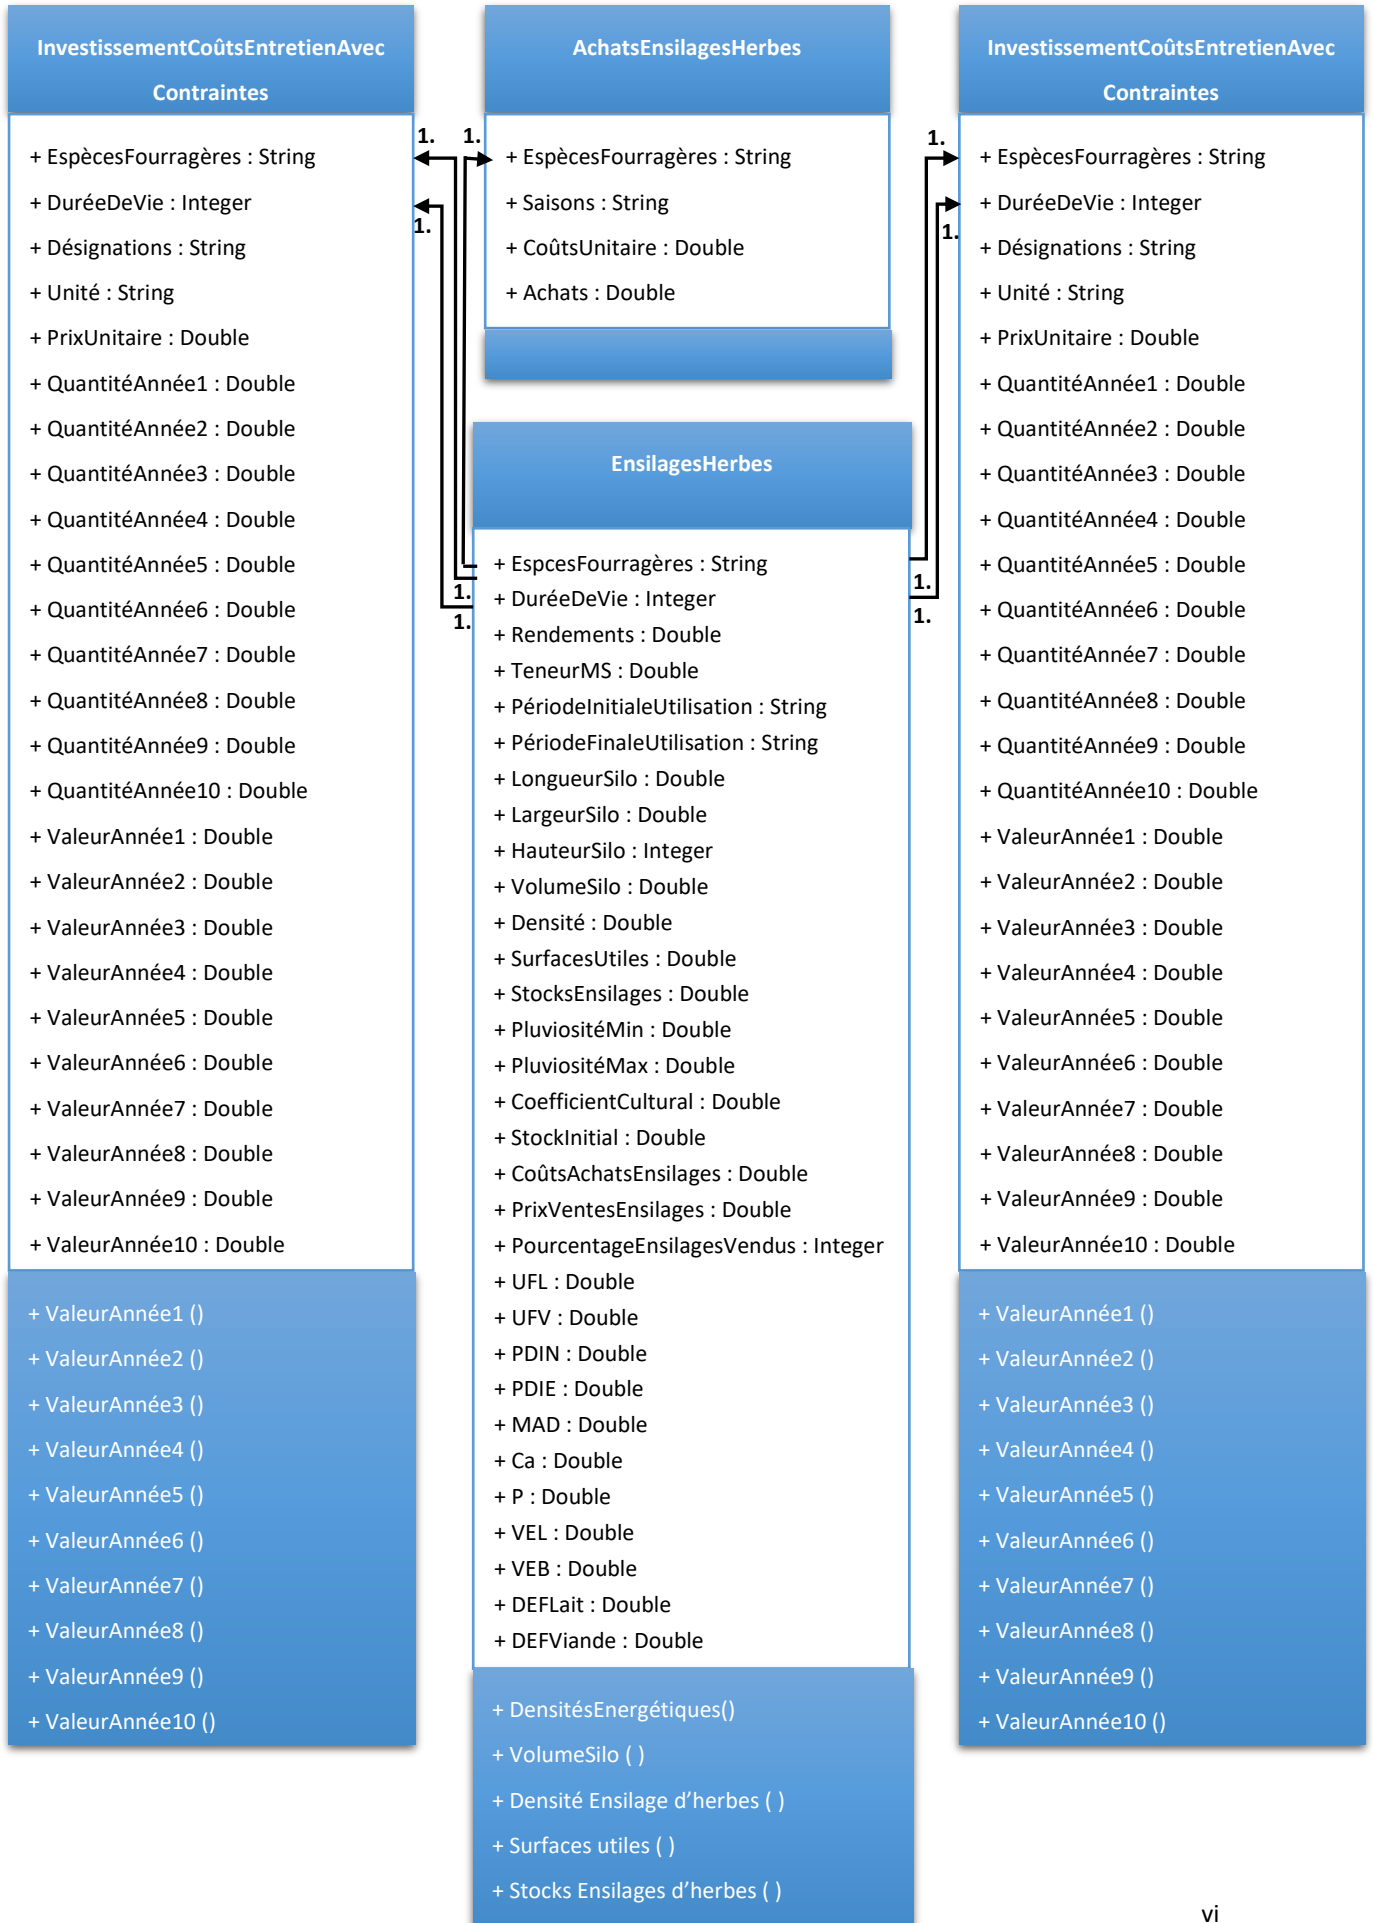 InvestissementCoûtsEntretienAvec
Contraintes
+ EspècesFourragères : String
+ DuréeDeVie : Integer
+ Désignations : String
+ Unité : String
+ PrixUnitaire : Double
+ QuantitéAnnée1 : Double
+ QuantitéAnnée2 : Double
+ QuantitéAnnée3 : Double
+ QuantitéAnnée4 : Double
+ QuantitéAnnée5 : Double
+ QuantitéAnnée6 : Double
+ QuantitéAnnée7 : Double
+ QuantitéAnnée8 : Double
+ QuantitéAnnée9 : Double
+ QuantitéAnnée10 : Double
+ ValeurAnnée1 : Double
+ ValeurAnnée2 : Double
+ ValeurAnnée3 : Double
+ ValeurAnnée4 : Double
+ ValeurAnnée5 : Double
+ ValeurAnnée6 : Double
+ ValeurAnnée7 : Double
+ ValeurAnnée8 : Double
+ ValeurAnnée9 : Double
+ ValeurAnnée10 : Double
+ ValeurAnnée1 ()
+ ValeurAnnée2 ()
+ ValeurAnnée3 ()
+ ValeurAnnée4 ()
+ ValeurAnnée5 ()
+ ValeurAnnée6 ()
+ ValeurAnnée7 ()
+ ValeurAnnée8 ()
+ ValeurAnnée9 ()
+ ValeurAnnée10 ()
1.
1.
1.
1.
1.
AchatsEnsilagesHerbes
+ EspècesFourragères : String
+ Saisons : String
+ CoûtsUnitaire : Double
+ Achats : Double
EnsilagesHerbes
+ EspcesFourragères : String
+ DuréeDeVie : Integer
+ Rendements : Double
+ TeneurMS : Double
+ PériodeInitialeUtilisation : String
+ PériodeFinaleUtilisation : String
+ LongueurSilo : Double
+ LargeurSilo : Double
+ HauteurSilo : Integer
+ VolumeSilo : Double
+ Densité : Double
+ SurfacesUtiles : Double
+ StocksEnsilages : Double
+ PluviositéMin : Double
+ PluviositéMax : Double
+ CoefficientCultural : Double
+ StockInitial : Double
+ CoûtsAchatsEnsilages : Double
+ PrixVentesEnsilages : Double
+ PourcentageEnsilagesVendus : Integer
+ UFL : Double
+ UFV : Double
+ PDIN : Double
+ PDIE : Double
+ MAD : Double
+ Ca : Double
+ P : Double
+ VEL : Double
+ VEB : Double
+ DEFLait : Double
+ DEFViande : Double
+ DensitésEnergétiques()
+ VolumeSilo ( )
+ Densité Ensilage d’herbes ( )
+ Surfaces utiles ( )
+ Stocks Ensilages d’herbes ( )
1.
1.
1.
1.
InvestissementCoûtsEntretienAvec
Contraintes
+ EspècesFourragères : String
+ DuréeDeVie : Integer
+ Désignations : String
+ Unité : String
+ PrixUnitaire : Double
+ QuantitéAnnée1 : Double
+ QuantitéAnnée2 : Double
+ QuantitéAnnée3 : Double
+ QuantitéAnnée4 : Double
+ QuantitéAnnée5 : Double
+ QuantitéAnnée6 : Double
+ QuantitéAnnée7 : Double
+ QuantitéAnnée8 : Double
+ QuantitéAnnée9 : Double
+ QuantitéAnnée10 : Double
+ ValeurAnnée1 : Double
+ ValeurAnnée2 : Double
+ ValeurAnnée3 : Double
+ ValeurAnnée4 : Double
+ ValeurAnnée5 : Double
+ ValeurAnnée6 : Double
+ ValeurAnnée7 : Double
+ ValeurAnnée8 : Double
+ ValeurAnnée9 : Double
+ ValeurAnnée10 : Double
+ ValeurAnnée1 ()
+ ValeurAnnée2 ()
+ ValeurAnnée3 ()
+ ValeurAnnée4 ()
+ ValeurAnnée5 ()
+ ValeurAnnée6 ()
+ ValeurAnnée7 ()
+ ValeurAnnée8 ()
+ ValeurAnnée9 ()
+ ValeurAnnée10 ()
vi